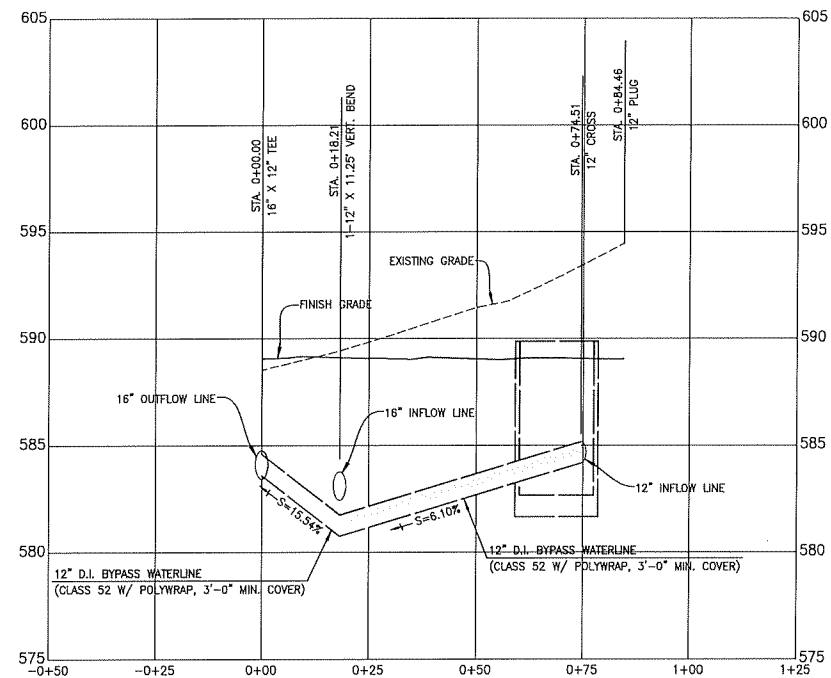 605
605
600
600
595
595
590
590
585
585
580
580
575
575
-0+50
-0+25
0+00
0+25
0+50
0+75
1+00
1+25
STA. 0+00.00
16" X 12" TEE
STA. 0+18.21
1-12" X 11.25° VERT. BEND
STA. 0+74.51
12" CROSS
STA. 0+84.46
12" PLUG
EXISTING GRADE
FINISH GRADE
16" OUTFLOW LINE
16" INFLOW LINE
12" INFLOW LINE
S=15.54%
S=6.10%
12" D.I. BYPASS WATERLINE
(CLASS 52 W/ POLYWRAP, 3'-0" MIN. COVER)
12" D.I. BYPASS WATERLINE
(CLASS 52 W/ POLYWRAP, 3'-0" MIN. COVER)